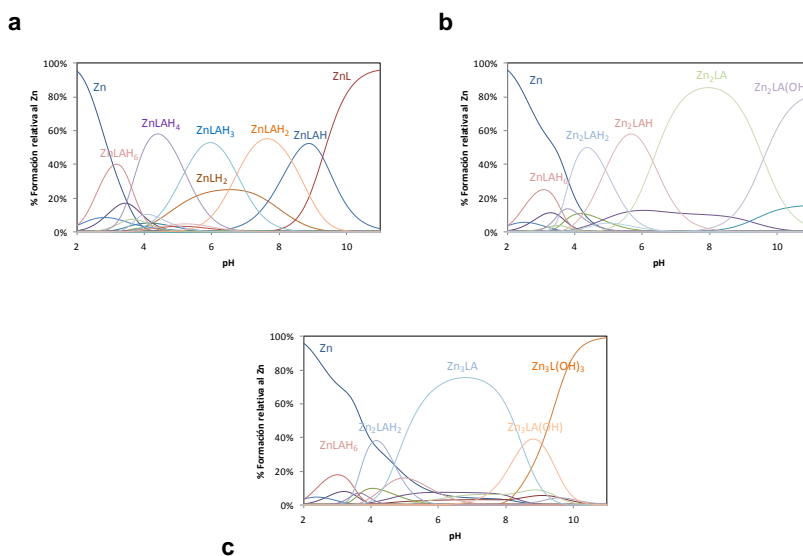 a
100%
80%
60%
40%
20%
0%
% Formación relativa al Zn
Zn
ZnLAH6
ZnLAH4
ZnLAH3
ZnLH2
ZnLAH2
ZnLAH
ZnL
2 4 6 8 10
pH
b
100%
80%
60%
40%
20%
0%
% Formación relativa al Zn
Zn
ZnLAH6
Zn2LAH2
Zn2LAH
Zn2LA
Zn2LA(OH
2 4 6 8 10
pH
100%
80%
60%
40%
20%
0%
% Formación relativa al Zn
Zn
ZnLAH6
Zn2LAH2
Zn3LA
Zn3LA(OH)
Zn3L(OH)3
2 4 6 8 10
pH
c